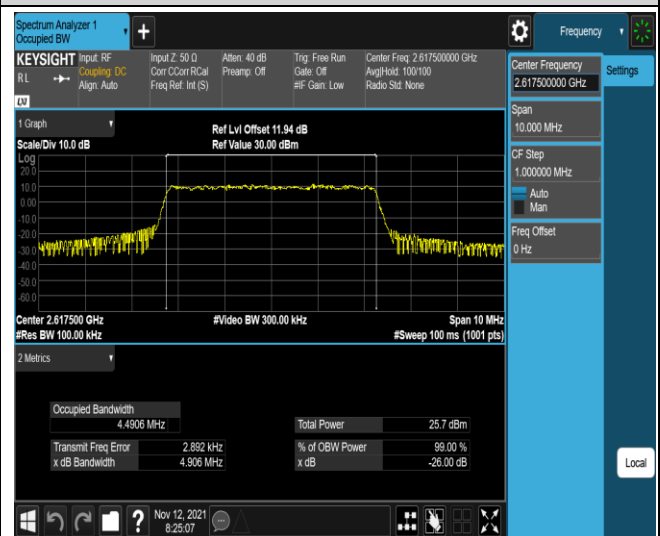 Spectrum Analyzer 1
Occupied BW
+
Frequency
KEYSIGHT
RL
LXI
Input: RF
Coupling: DC
Align: Auto
Input Z: 50 Ω
Corr CCorr RCal
Freq Ref: Int (S)
Atten: 40 dB
Preamp: Off
Trig: Free Run
Gate: Off
#IF Gain: Low
Center Freq: 2.617500000 GHz
Avg|Hold: 100/100
Radio Std: None
Center Frequency
2.617500000 GHz
Settings
Span
10.000 MHz
CF Step
1.000000 MHz
Auto
Man
Freq Offset
0 Hz
1 Graph
Scale/Div 10.0 dB
Ref Lvl Offset 11.94 dB
Ref Value 30.00 dBm
Log
20.0
10.0
0.00
-10.0
-20.0
-30.0
-40.0
-50.0
-60.0
Center 2.617500 GHz
#Res BW 100.00 kHz
#Video BW 300.00 kHz
Span 10 MHz
#Sweep 100 ms (1001 pts)
2 Metrics
Occupied Bandwidth
4.4906 MHz
Total Power 25.7 dBm
Transmit Freq Error 2.892 kHz
% of OBW Power 99.00 %
x dB Bandwidth 4.906 MHz
x dB -26.00 dB
Local
?
Nov 12, 2021
8:25:07